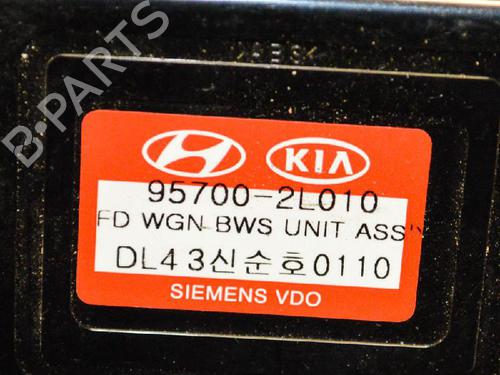 B-PARTS
KIA
95700-2L010
FD WGN BWS UNIT ASS'Y
DL43신순호0110
SIEMENS VDO